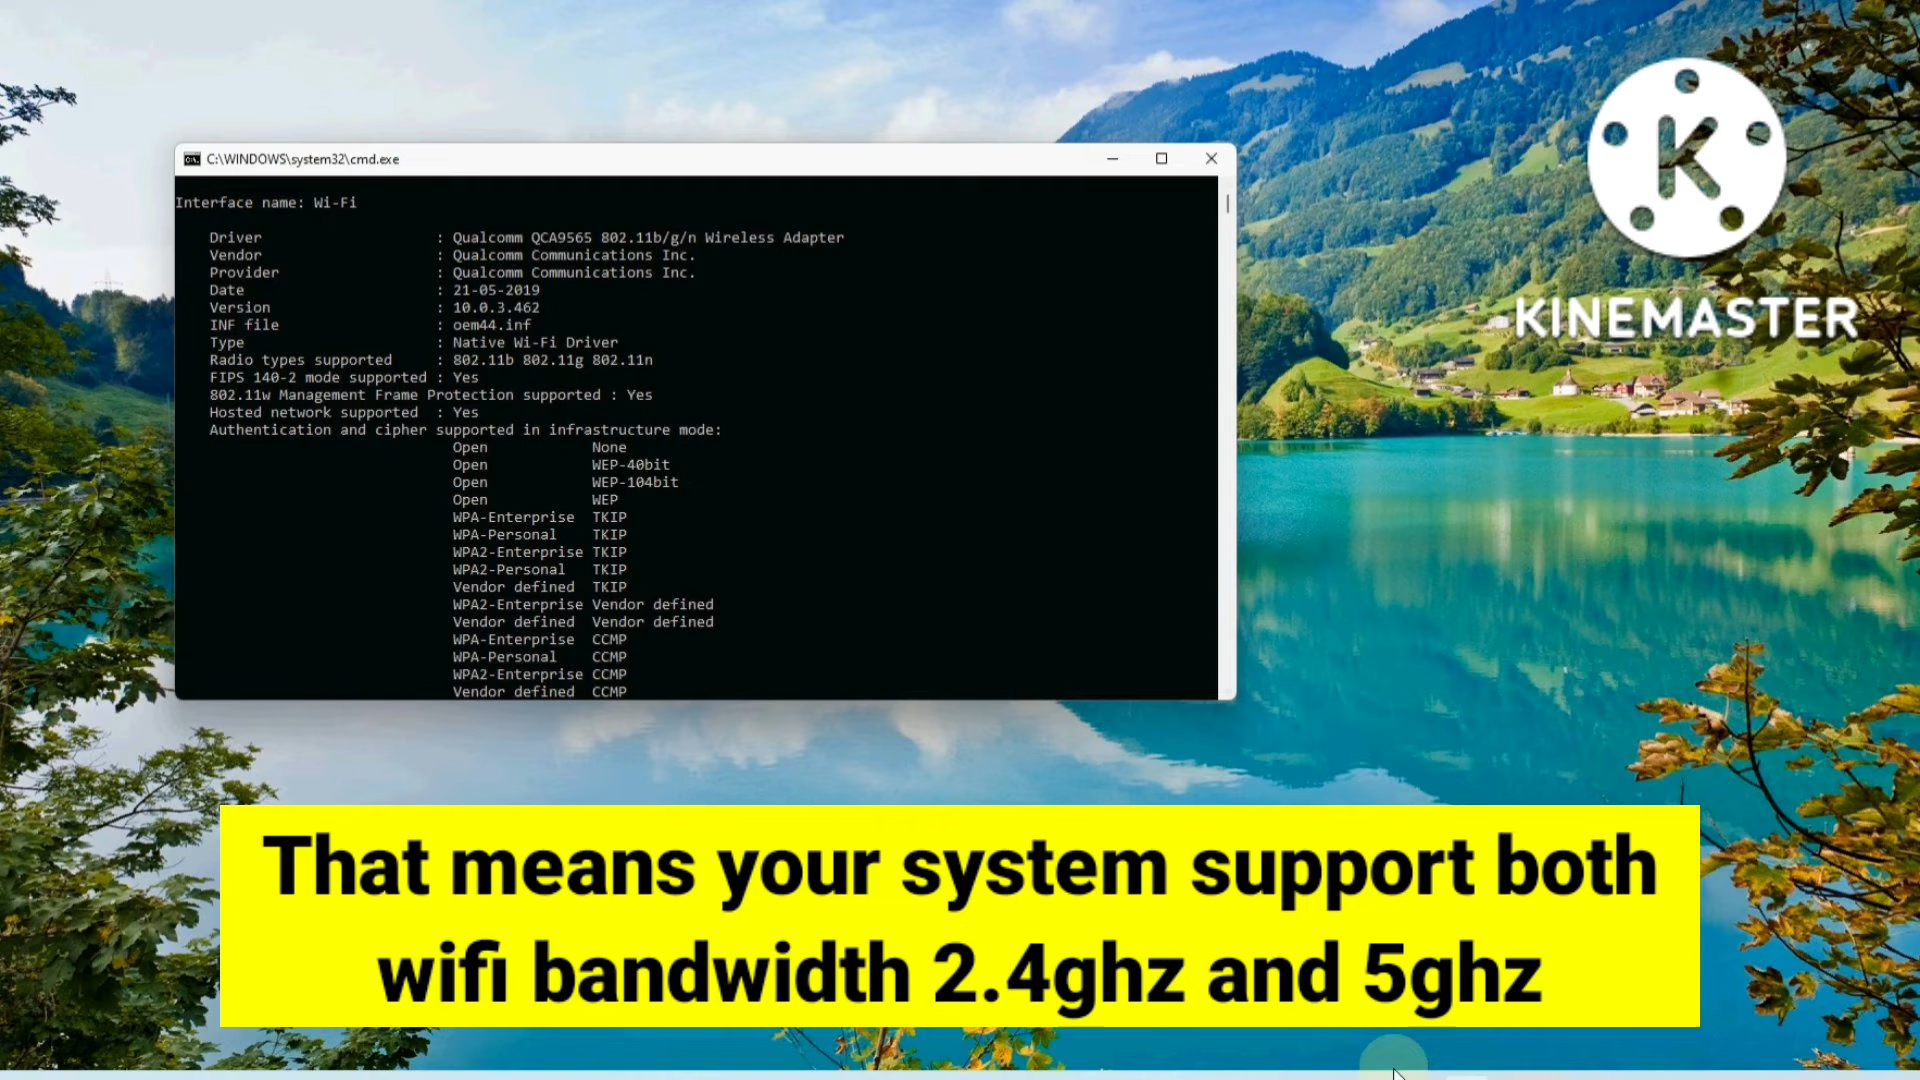 C:\WINDOWS\system32\cmd.exe
Interface name: Wi-Fi
Driver : Qualcomm QCA9565 802.11b/g/n Wireless Adapter
Vendor : Qualcomm Communications Inc.
Provider : Qualcomm Communications Inc.
Date : 21-05-2019
Version : 10.0.3.462
INF file : oem44.inf
Type : Native Wi-Fi Driver
Radio types supported : 802.11b 802.11g 802.11n
FIPS 140-2 mode supported : Yes
802.11w Management Frame Protection supported : Yes
Hosted network supported : Yes
Authentication and cipher supported in infrastructure mode:
Open None
Open WEP-40bit
Open WEP-104bit
Open WEP
WPA-Enterprise TKIP
WPA-Personal TKIP
WPA2-Enterprise TKIP
WPA2-Personal TKIP
Vendor defined TKIP
WPA2-Enterprise Vendor defined
Vendor defined Vendor defined
WPA-Enterprise CCMP
WPA-Personal CCMP
WPA2-Enterprise CCMP
Vendor defined CCMP
K
KINEMASTER
That means your system support both
wifi bandwidth 2.4ghz and 5ghz